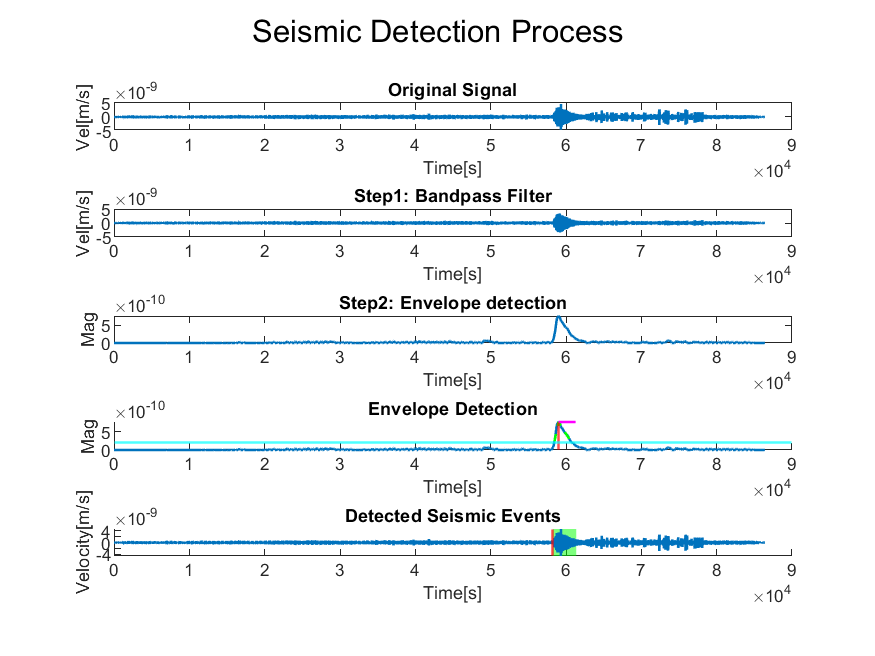 Seismic Detection Process
Original Signal
×10-9
Vel[m/s]
5
0
-5
0 1 2 3 4 5 6 7 8 9
Time[s]
×104
Step1: Bandpass Filter
×10-9
Vel[m/s]
5
0
-5
0 1 2 3 4 5 6 7 8 9
Time[s]
×104
Step2: Envelope detection
×10-10
Mag
5
0
0 1 2 3 4 5 6 7 8 9
Time[s]
×104
Envelope Detection
×10-10
Mag
5
0
0 1 2 3 4 5 6 7 8 9
Time[s]
×104
Detected Seismic Events
×10-9
Velocity[m/s]
4
0
-4
0 1 2 3 4 5 6 7 8 9
Time[s]
×104